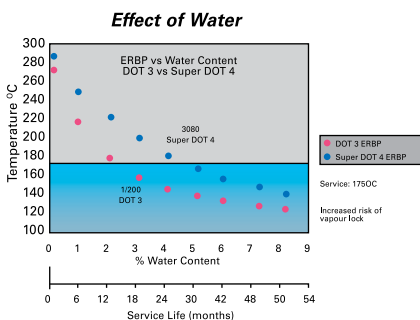 Effect of Water
ERBP vs Water Content
DOT 3 vs Super DOT 4
Temperature ºC
300
280
260
240
220
200
180
160
140
120
100
3080
Super DOT 4
1/200
DOT 3
DOT 3 ERBP
Super DOT 4 ERBP
Service: 175OC
Increased risk of
vapour lock
0 1 2 3 4 5 6 7 8 9
% Water Content
0 6 12 18 24 30 36 42 48 50 54
Service Life (months)